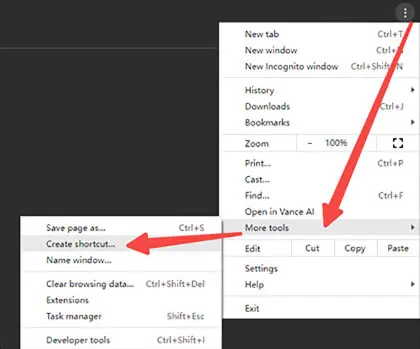 New tab Ctrl+T
New window Ctrl+N
New Incognito window Ctrl+Shift+N
History
Downloads Ctrl+J
Bookmarks
Zoom − 100%
Print... Ctrl+P
Cast...
Find... Ctrl+F
Open in Vance AI
More tools
Edit Cut Copy Paste
Settings
Help
Exit
Save page as... Ctrl+S
Create shortcut...
Name window...
Clear browsing data... Ctrl+Shift+Del
Extensions
Task manager Shift+Esc
Developer tools Ctrl+Shift+I